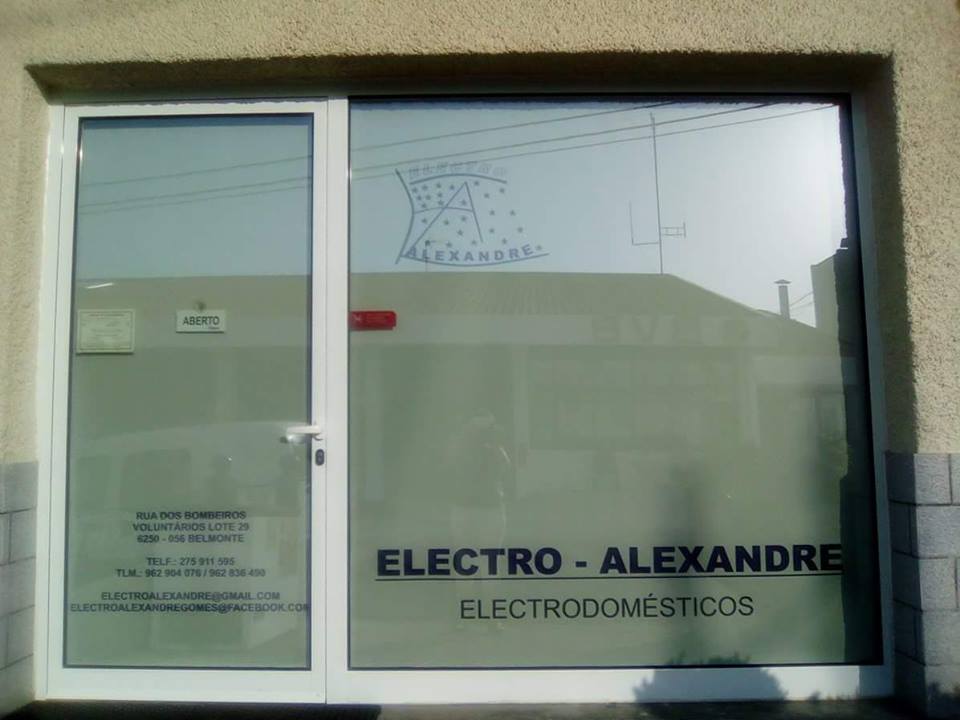 ELECTRO
ALEXANDRE
ABERTO
RUA DOS BOMBEIROS
VOLUNTÁRIOS LOTE 29
6250 - 056 BELMONTE
TELF.: 275 911 595
TLM.: 962 904 076 / 962 836 490
ELECTROALEXANDRE@GMAIL.COM
ELECTROALEXANDREGOMES@FACEBOOK.COM
ELECTRO - ALEXANDRE
ELECTRODOMÉSTICOS